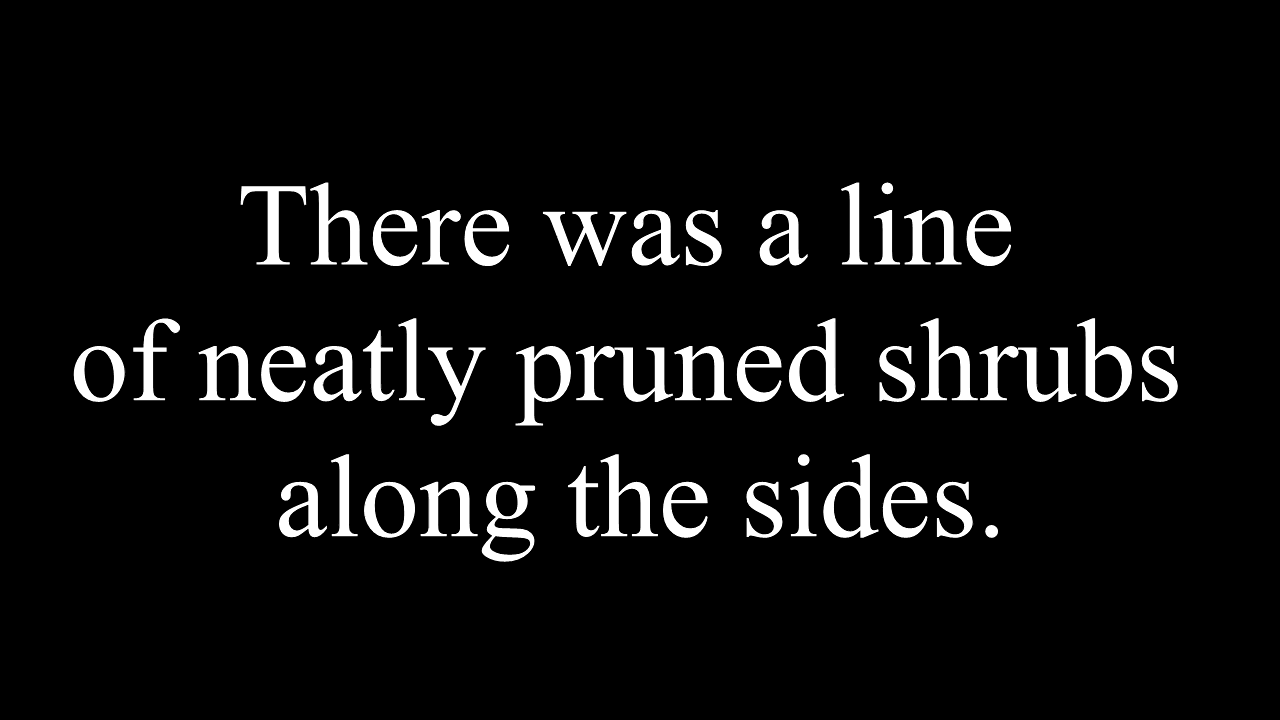 There was a line
of neatly pruned shrubs
along the sides.